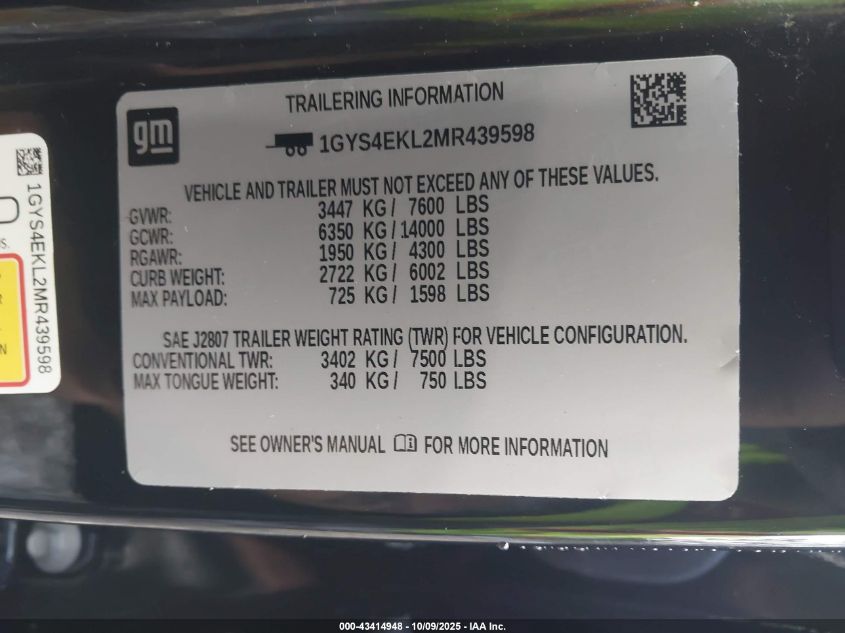 TRAILERING INFORMATION
gm
1GYS4EKL2MR439598
VEHICLE AND TRAILER MUST NOT EXCEED ANY OF THESE VALUES.
GVWR: 3447 KG / 7600 LBS
GCWR: 6350 KG / 14000 LBS
RGAWR: 1950 KG / 4300 LBS
CURB WEIGHT: 2722 KG / 6002 LBS
MAX PAYLOAD: 725 KG / 1598 LBS
SAE J2807 TRAILER WEIGHT RATING (TWR) FOR VEHICLE CONFIGURATION.
CONVENTIONAL TWR: 3402 KG / 7500 LBS
MAX TONGUE WEIGHT: 340 KG / 750 LBS
SEE OWNER'S MANUAL FOR MORE INFORMATION
1GYS4EKL2MR439598
000-43414948 - 10/09/2025 - IAA Inc.